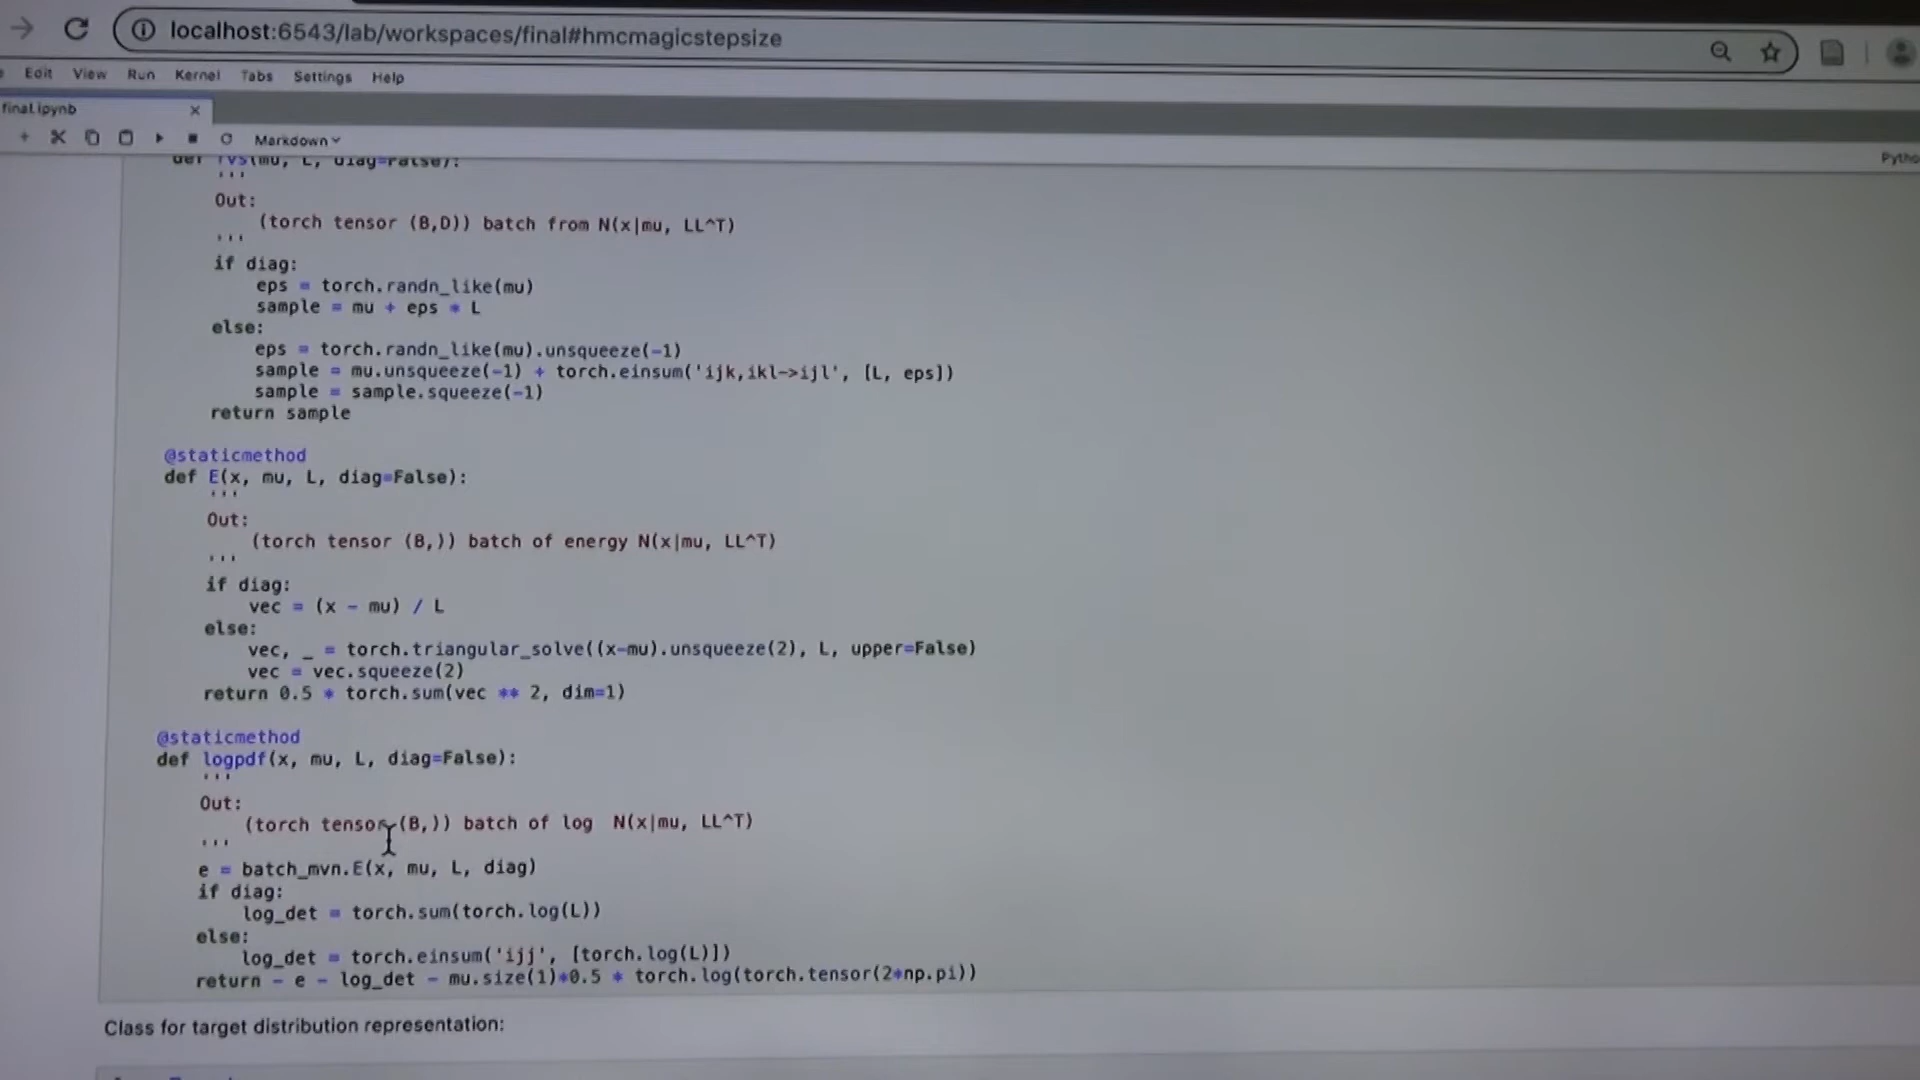 localhost:6543/lab/workspaces/final#hmcmagicstepsize
Edit View Run Kernel Tabs Settings Help
final.ipynb
Markdown
def rvs(mu, L, diag=False):
'''
Out:
(torch tensor (B,D)) batch from N(x|mu, LL^T)
'''
if diag:
eps = torch.randn_like(mu)
sample = mu + eps * L
else:
eps = torch.randn_like(mu).unsqueeze(-1)
sample = mu.unsqueeze(-1) + torch.einsum('ijk,ikl->ijl', [L, eps])
sample = sample.squeeze(-1)
return sample
@staticmethod
def E(x, mu, L, diag=False):
'''
Out:
(torch tensor (B,)) batch of energy N(x|mu, LL^T)
'''
if diag:
vec = (x - mu) / L
else:
vec, _ = torch.triangular_solve((x-mu).unsqueeze(2), L, upper=False)
vec = vec.squeeze(2)
return 0.5 * torch.sum(vec ** 2, dim=1)
@staticmethod
def logpdf(x, mu, L, diag=False):
'''
Out:
(torch tensor (B,)) batch of log  N(x|mu, LL^T)
'''
e = batch_mvn.E(x, mu, L, diag)
if diag:
log_det = torch.sum(torch.log(L))
else:
log_det = torch.einsum('ijj', [torch.log(L)])
return - e - log_det - mu.size(1)*0.5 * torch.log(torch.tensor(2*np.pi))
Class for target distribution representation: